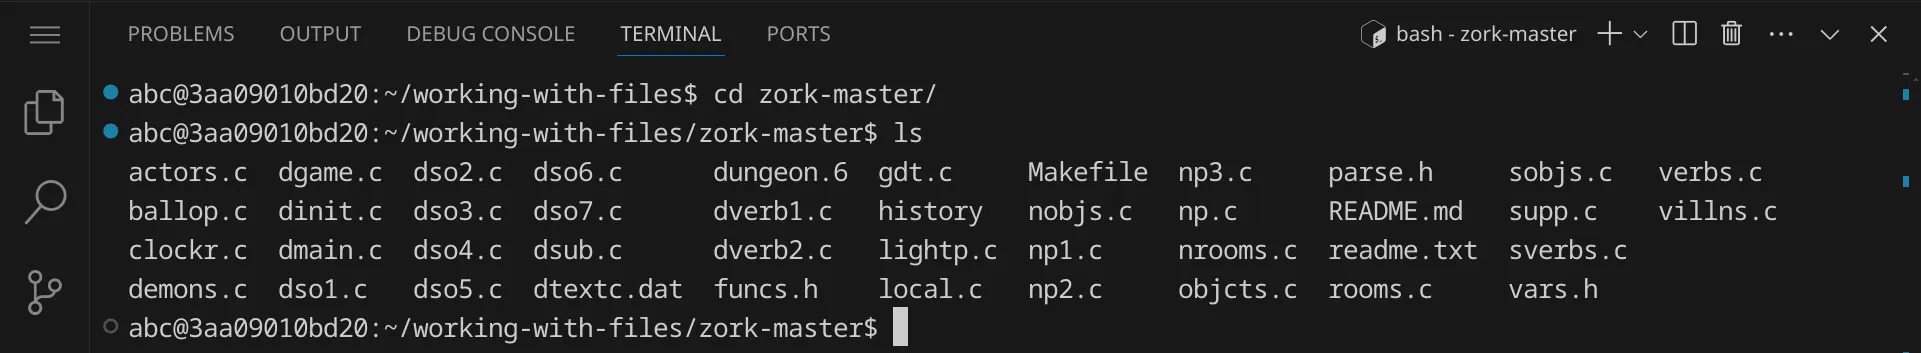 PROBLEMS OUTPUT DEBUG CONSOLE TERMINAL PORTS bash - zork-master
abc@3aa09010bd20:~/working-with-files$ cd zork-master/
abc@3aa09010bd20:~/working-with-files/zork-master$ ls
actors.c dgame.c dso2.c dso6.c dungeon.6 gdt.c Makefile np3.c parse.h sobjs.c verbs.c
ballop.c dinit.c dso3.c dso7.c dverb1.c history nobjs.c np.c README.md supp.c villns.c
clockr.c dmain.c dso4.c dsub.c dverb2.c lightp.c np1.c nrooms.c readme.txt sverbs.c
demons.c dso1.c dso5.c dtextc.dat funcs.h local.c np2.c objcts.c rooms.c vars.h
abc@3aa09010bd20:~/working-with-files/zork-master$